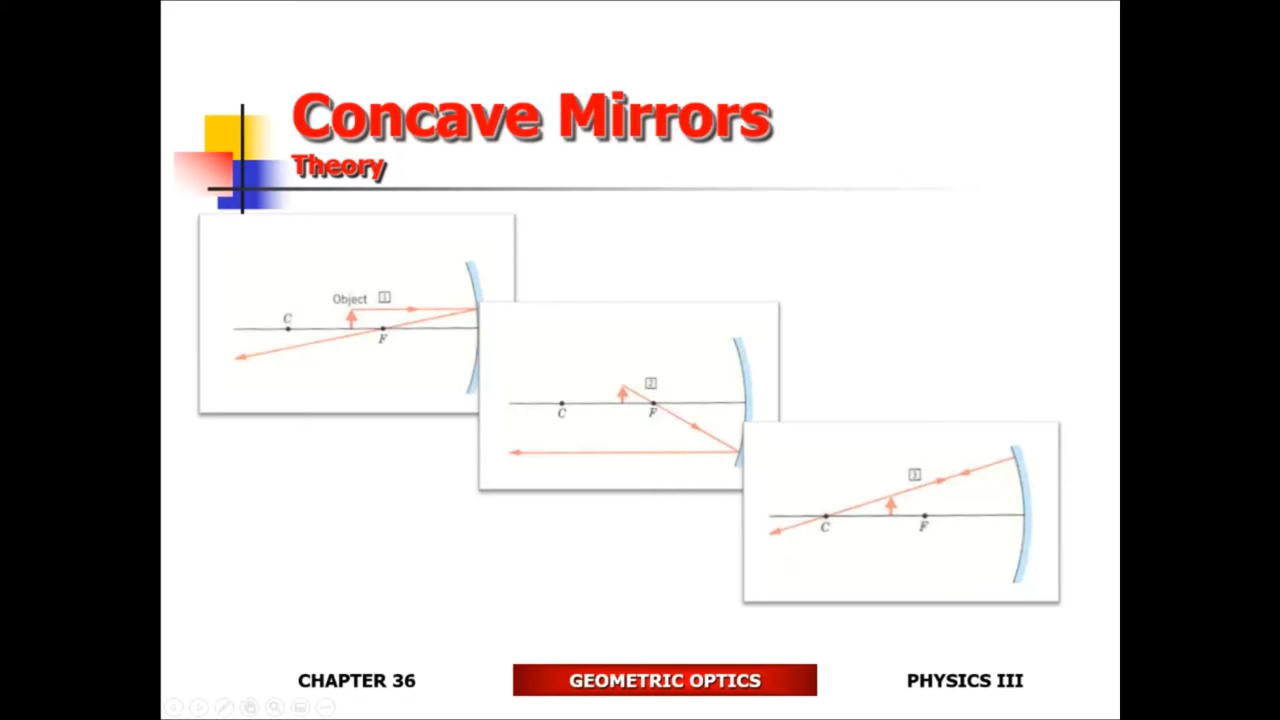 Concave Mirrors
Theory
Object 1
C
F
2
C
F
3
C
F
CHAPTER 36
GEOMETRIC OPTICS
PHYSICS III